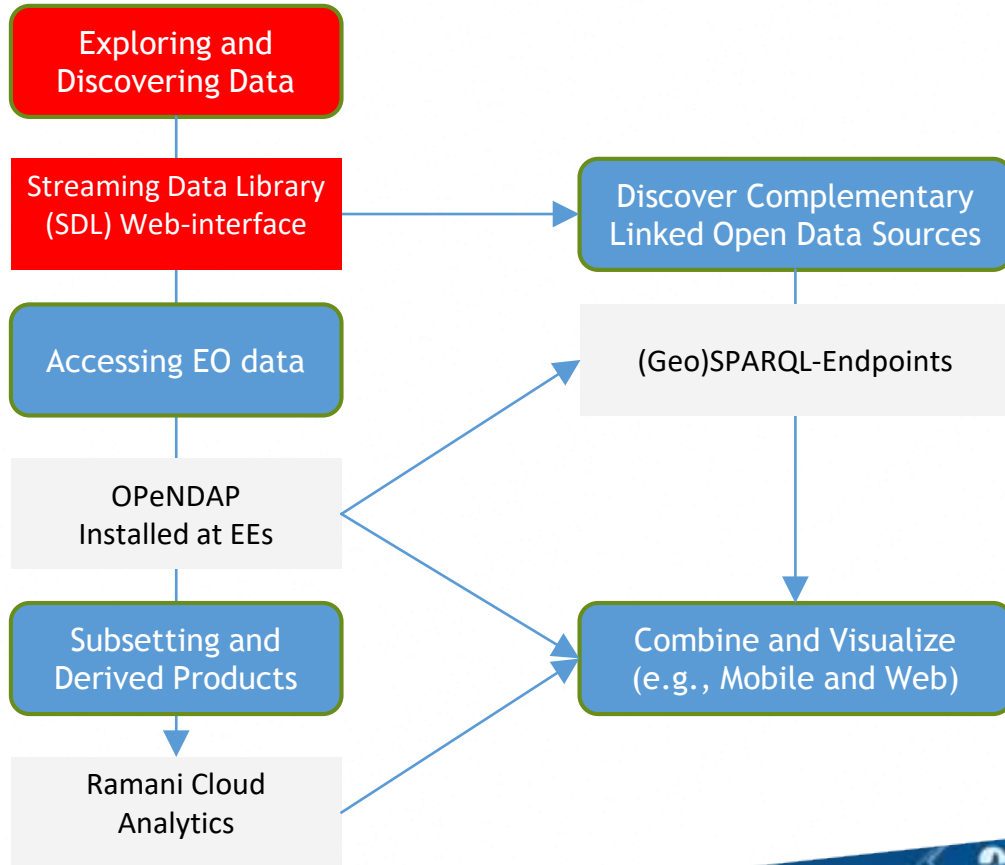 Exploring and
Discovering Data
Streaming Data Library
(SDL) Web-interface
Discover Complementary
Linked Open Data Sources
Accessing EO data
(Geo)SPARQL-Endpoints
OPeNDAP
Installed at EEs
Subsetting and
Derived Products
Combine and Visualize
(e.g., Mobile and Web)
Ramani Cloud
Analytics